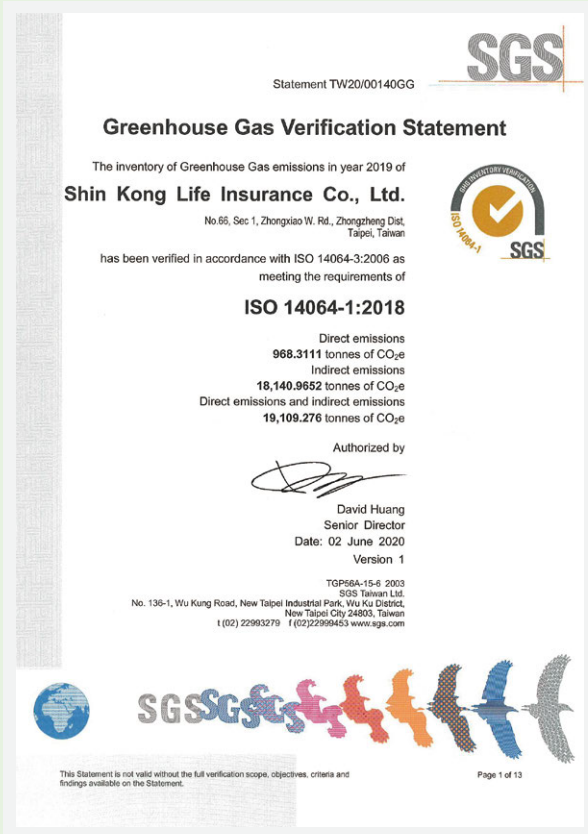 SGS
Statement TW20/00140GG
Greenhouse Gas Verification Statement
The inventory of Greenhouse Gas emissions in year 2019 of
Shin Kong Life Insurance Co., Ltd.
No.66, Sec 1, Zhongxiao W. Rd., Zhongzheng Dist,
Taipei, Taiwan
GHG INVENTORY VERIFICATION
ISO 14064-1
SGS
has been verified in accordance with ISO 14064-3:2006 as
meeting the requirements of
ISO 14064-1:2018
Direct emissions
968.3111 tonnes of CO₂e
Indirect emissions
18,140.9652 tonnes of CO₂e
Direct emissions and indirect emissions
19,109.276 tonnes of CO₂e
Authorized by
David Huang
Senior Director
Date: 02 June 2020
Version 1
TGP56A-15-6 2003
SGS Taiwan Ltd.
No. 136-1, Wu Kung Road, New Taipei Industrial Park, Wu Ku District,
New Taipei City 24803, Taiwan
t (02) 22993279 f (02)22999453 www.sgs.com
SGSSGSGS
This Statement is not valid without the full verification scope, objectives, criteria and
findings available on the Statement.
Page 1 of 13